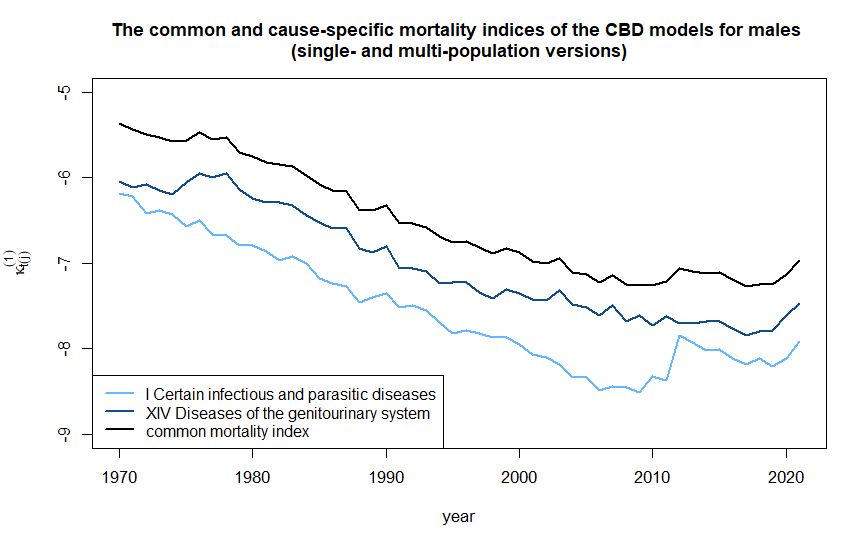 The common and cause-specific mortality indices of the CBD models for males
(single- and multi-population versions)
-5
-6
-7
-8
-9
κ_{t(j)}^{(1)}
I Certain infectious and parasitic diseases
XIV Diseases of the genitourinary system
common mortality index
1970 1980 1990 2000 2010 2020
year